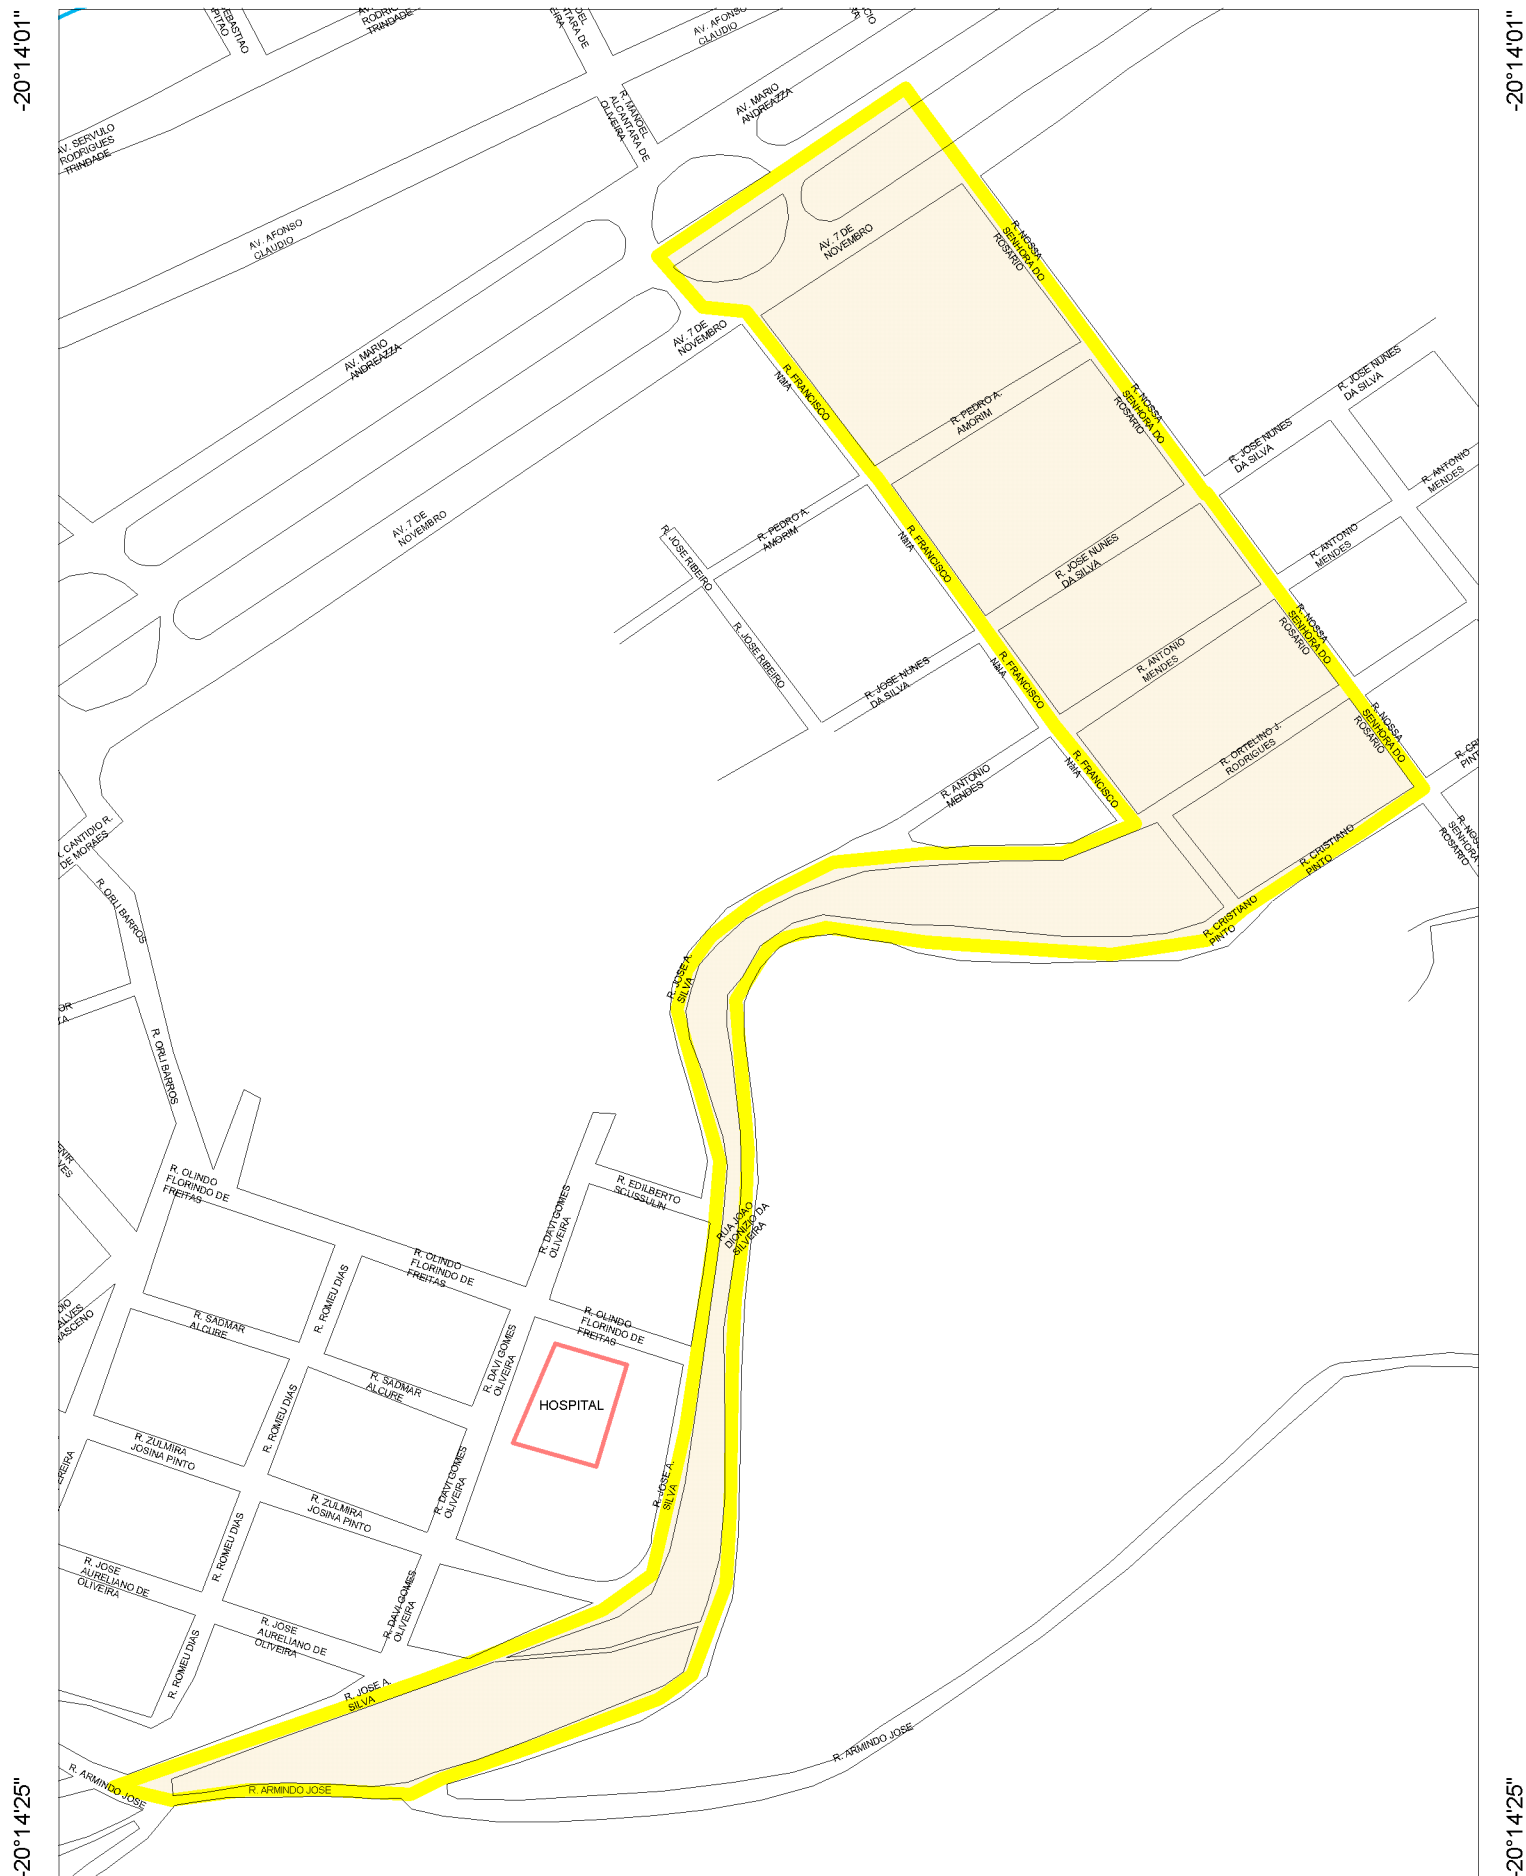 -20°14'01"
-20°14'01"
AV. SERVULO
RODRIGUES
TRINDADE
TRINDADE
AV. AFONSO
CLAUDIO
R. MANOEL
ALCANTARA DE
OLIVEIRA
AV. MARIO
ANDREAZZA
AV. AFONSO
CLAUDIO
AV. 7 DE
NOVEMBRO
R. NOSSA
SENHORA DO
ROSARIO
AV. MARIO
ANDREAZZA
AV. 7 DE
NOVEMBRO
R. FRANCISCO
NAIA
R. PEDRO A.
AMORIM
R. NOSSA
SENHORA DO
ROSARIO
R. JOSE NUNES
DA SILVA
R. JOSE NUNES
DA SILVA
R. ANTONIO
MENDES
AV. 7 DE
NOVEMBRO
R. JOSE RIBEIRO
R. PEDRO A.
AMORIM
R. FRANCISCO
NAIA
R. JOSE NUNES
DA SILVA
R. ANTONIO
MENDES
R. JOSE RIBEIRO
R. JOSE NUNES
DA SILVA
R. FRANCISCO
NAIA
R. ANTONIO
MENDES
R. NOSSA
SENHORA DO
ROSARIO
R. ANTONIO
MENDES
R. FRANCISCO
NAIA
R. ORTELINO J.
RODRIGUES
R. NOSSA
SENHORA DO
ROSARIO
R. CANTIDIO R.
DE MORAES
R. ORLI BARROS
R. CRISTIANO
PINTO
R. CRISTIANO
PINTO
ROSARIO
R. JOSE A.
SILVA
R. ORLI BARROS
R. OLINDO
FLORINDO DE
FREITAS
R. EDILBERTO
SCUSSULIN
R. DAVI GOMES
OLIVEIRA
RUA JOAO
DIONIZIO DA
SILVEIRA
R. OLINDO
FLORINDO DE
FREITAS
R. ROMEU DIAS
R. SADMAR
ALCURE
R. OLINDO
FLORINDO DE
FREITAS
R. DAVI GOMES
OLIVEIRA
R. SADMAR
ALCURE
HOSPITAL
R. ROMEU DIAS
R. ZULMIRA
JOSINA PINTO
R. DAVI GOMES
OLIVEIRA
R. JOSE A.
SILVA
R. ZULMIRA
JOSINA PINTO
R. ROMEU DIAS
R. JOSE
AURELIANO DE
OLIVEIRA
R. DAVI GOMES
OLIVEIRA
R. JOSE
AURELIANO DE
OLIVEIRA
R. ROMEU DIAS
R. JOSE A.
SILVA
R. ARMINDO JOSE
R. ARMINDO JOSE
R. ARMINDO JOSE
-20°14'25"
-20°14'25"